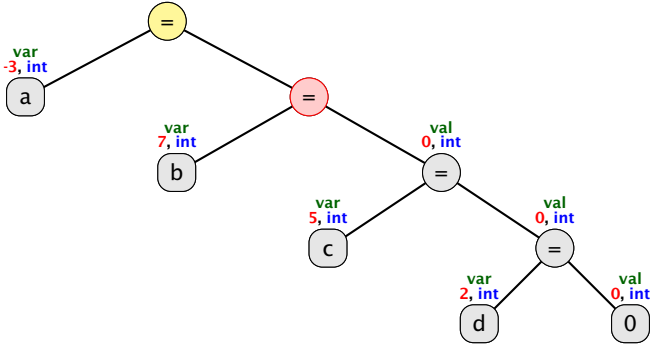 =
var
-3, int
a
=
var
7, int
b
val
0, int
=
var
5, int
c
val
0, int
=
var
2, int
d
val
0, int
0